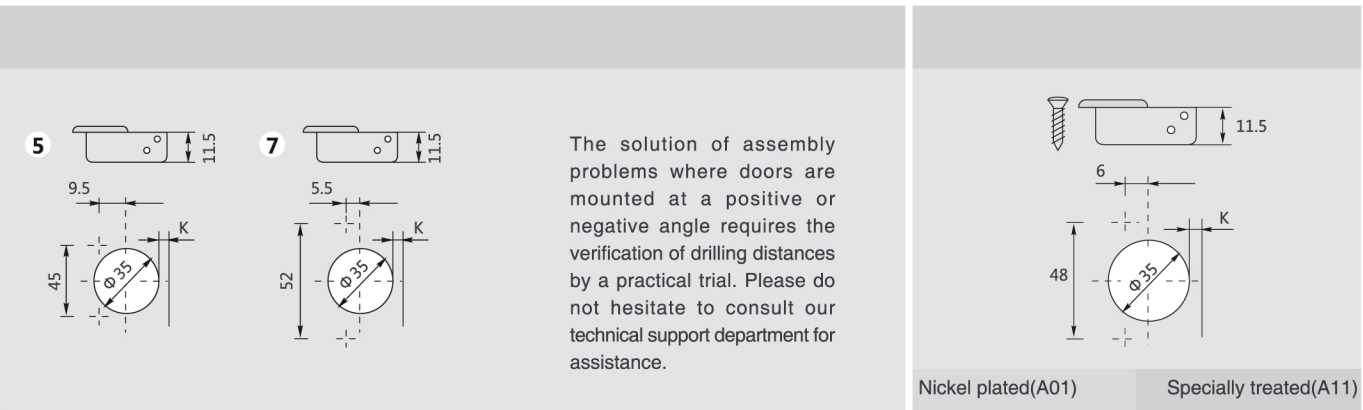 5
11.5
9.5
K
Φ35
45
7
11.5
5.5
K
Φ35
52
The solution of assembly
problems where doors are
mounted at a positive or
negative angle requires the
verification of drilling distances
by a practical trial. Please do
not hesitate to consult our
technical support department for
assistance.
11.5
6
K
Φ35
48
Nickel plated(A01)
Specially treated(A11)